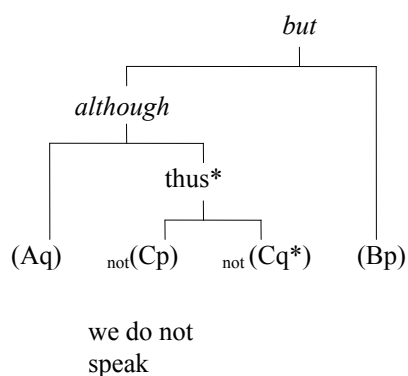 but
although
thus*
(Aq) not(Cp) not (Cq*) (Bp)
we do not
speak